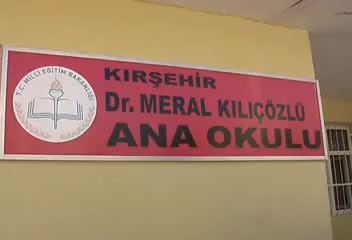 T.C. MİLLİ EĞİTİM BAKANLIĞI
KIRŞEHİR
Dr. MERAL KILIÇÖZLÜ
ANA OKULU